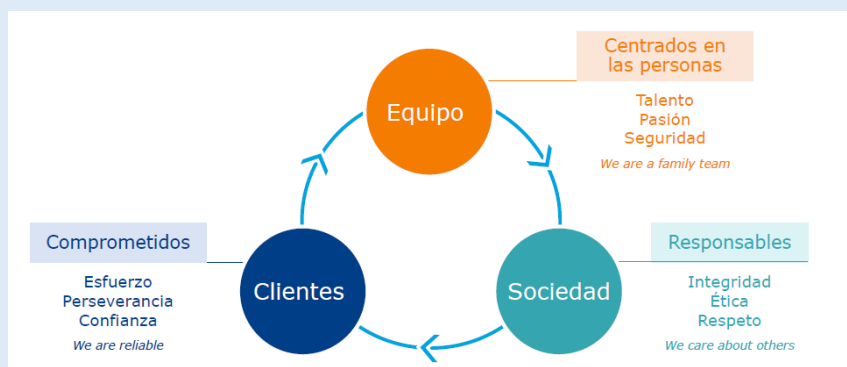 Centrados en
las personas
Equipo
Talento
Pasión
Seguridad
We are a family team
Comprometidos
Responsables
Clientes
Sociedad
Esfuerzo
Perseverancia
Confianza
We are reliable
Integridad
Ética
Respeto
We care about others